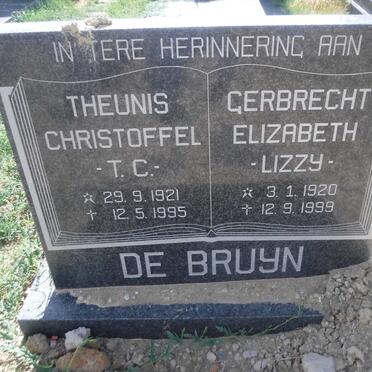 IN TERE HERINNERING AAN
THEUNIS
CHRISTOFFEL
- T. C. -
☆ 29. 9. 1921
✝ 12. 5. 1995
GERBRECHT
ELIZABETH
- LIZZY -
☆ 3. 1. 1920
✝ 12. 9. 1999
DE BRUYN